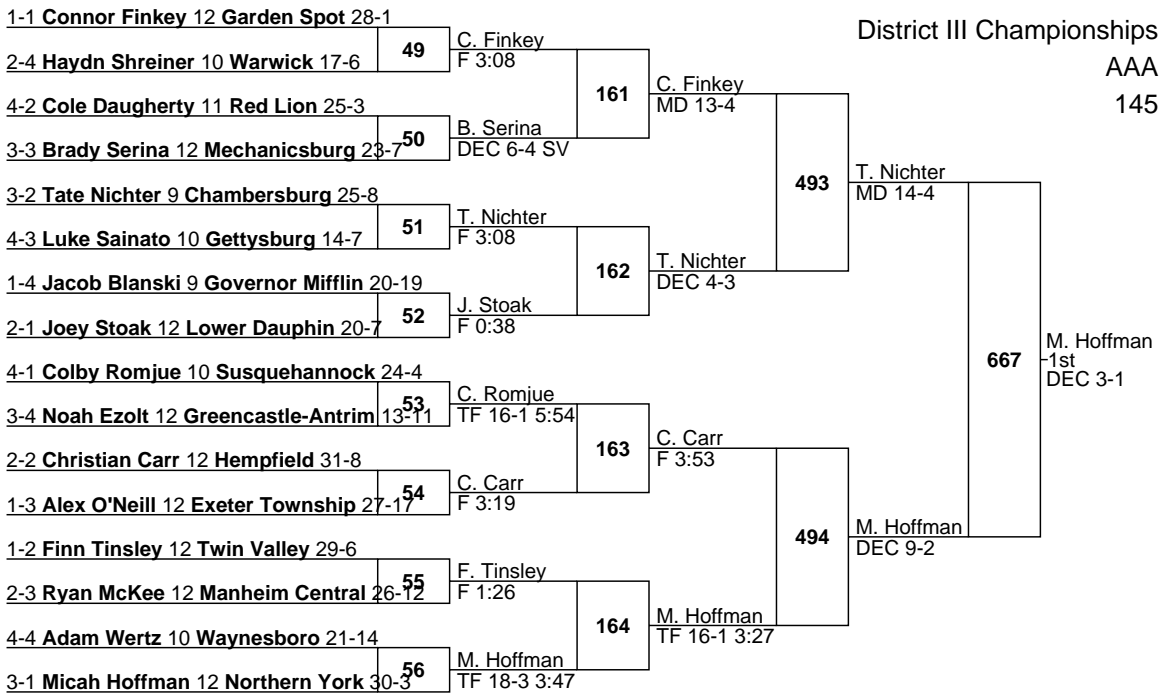 District III Championships
AAA
145
1-1 Connor Finkey 12 Garden Spot 28-1
2-4 Haydn Shreiner 10 Warwick 17-6
4-2 Cole Daugherty 11 Red Lion 25-3
3-3 Brady Serina 12 Mechanicsburg 23-7
3-2 Tate Nichter 9 Chambersburg 25-8
4-3 Luke Sainato 10 Gettysburg 14-7
1-4 Jacob Blanski 9 Governor Mifflin 20-19
2-1 Joey Stoak 12 Lower Dauphin 20-7
4-1 Colby Romjue 10 Susquehannock 24-4
3-4 Noah Ezolt 12 Greencastle-Antrim 13-11
2-2 Christian Carr 12 Hempfield 31-8
1-3 Alex O'Neill 12 Exeter Township 27-17
1-2 Finn Tinsley 12 Twin Valley 29-6
2-3 Ryan McKee 12 Manheim Central 26-12
4-4 Adam Wertz 10 Waynesboro 21-14
3-1 Micah Hoffman 12 Northern York 30-3
49
C. Finkey
F 3:08
50
B. Serina
DEC 6-4 SV
51
T. Nichter
F 3:08
52
J. Stoak
F 0:38
53
C. Romjue
TF 16-1 5:54
54
C. Carr
F 3:19
55
F. Tinsley
F 1:26
56
M. Hoffman
TF 18-3 3:47
161
C. Finkey
MD 13-4
162
T. Nichter
DEC 4-3
163
C. Carr
F 3:53
164
M. Hoffman
TF 16-1 3:27
493
T. Nichter
MD 14-4
494
M. Hoffman
DEC 9-2
667
M. Hoffman
1st
DEC 3-1